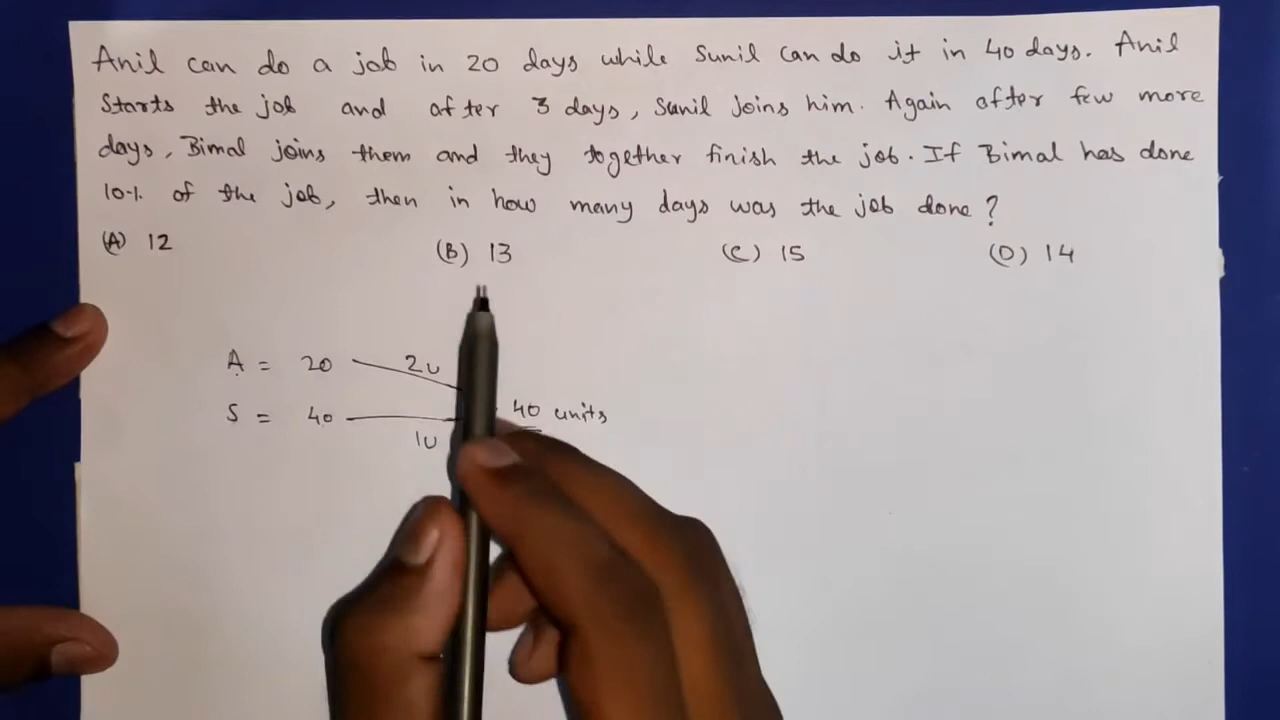 Anil can do a job in 20 days while Sunil can do it in 40 days. Anil
Starts the job and after 3 days, Sunil joins him. Again after few more
days, Bimal joins them and they together finish the job. If Bimal has done
10% of the job, then in how many days was the job done?
(A) 12 (B) 13 (C) 15 (D) 14
A = 20 2u
S = 40 40 units
1u